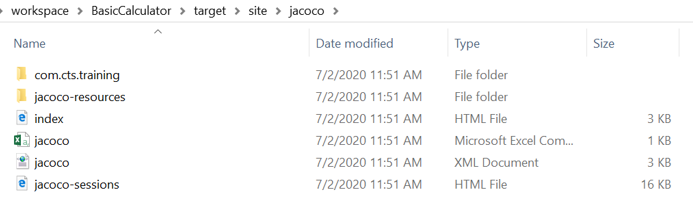 workspace > BasicCalculator > target > site > jacoco >
Name Date modified Type Size
com.cts.training 7/2/2020 11:51 AM File folder
jacoco-resources 7/2/2020 11:51 AM File folder
index 7/2/2020 11:51 AM HTML File 3 KB
jacoco 7/2/2020 11:51 AM Microsoft Excel Com... 1 KB
jacoco 7/2/2020 11:51 AM XML Document 3 KB
jacoco-sessions 7/2/2020 11:51 AM HTML File 16 KB